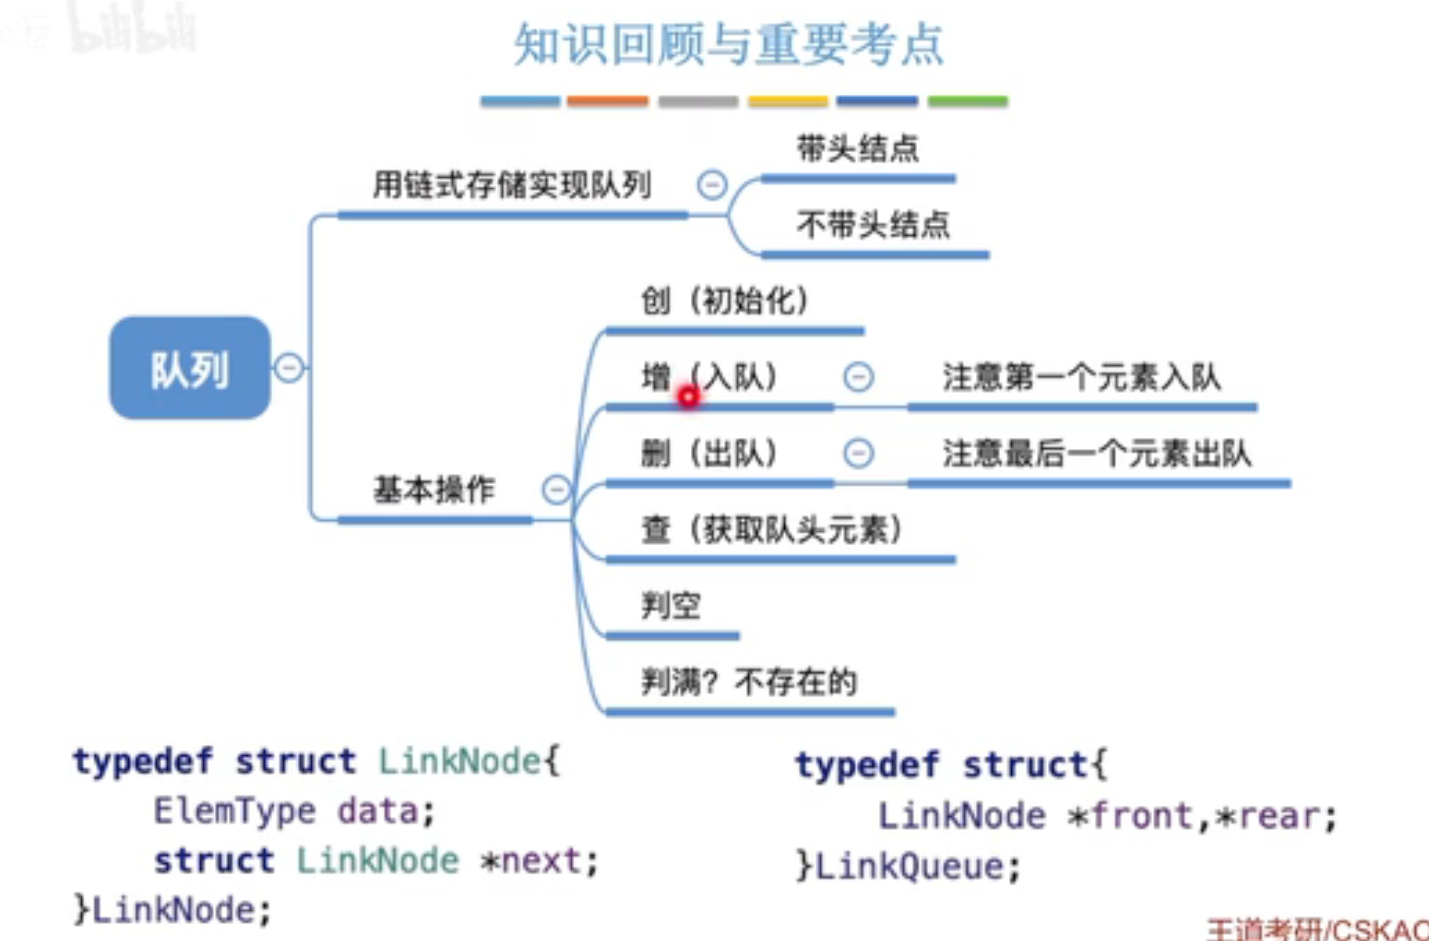 bilibili
知识回顾与重要考点
带头结点
用链式存储实现队列
不带头结点
创（初始化）
增（入队） 注意第一个元素入队
队列
删（出队） 注意最后一个元素出队
基本操作
查（获取队头元素）
判空
判满？不存在的
typedef struct LinkNode{
ElemType data;
struct LinkNode *next;
}LinkNode;
typedef struct{
LinkNode *front,*rear;
}LinkQueue;
王道考研/CSKAO